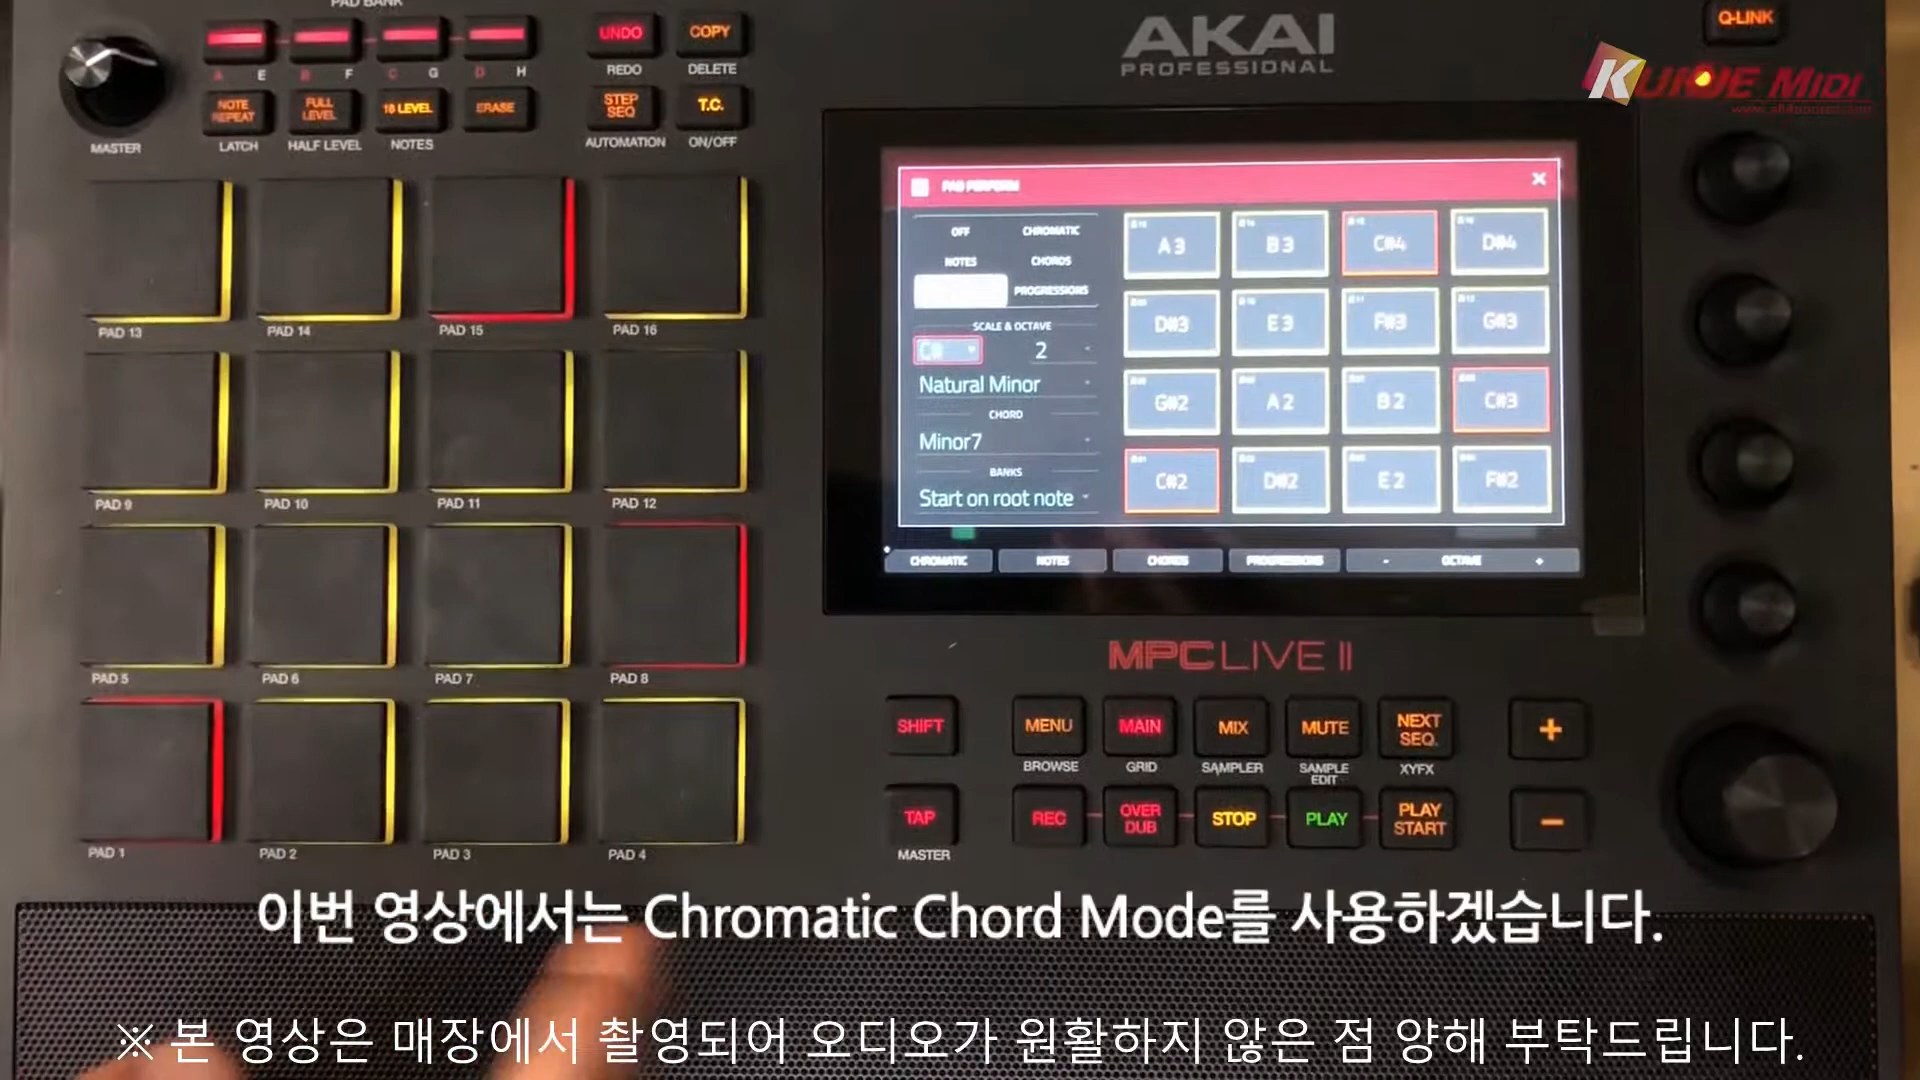 PAD BANK
Q-LINK
UNDO COPY
A E B F C G D H
REDO DELETE
AKAI
PROFESSIONAL
KUKJE MIDI
NOTE REPEAT
FULL LEVEL
16 LEVEL
ERASE
STEP SEQ
T.C.
MASTER
LATCH
HALF LEVEL
NOTES
AUTOMATION
ON/OFF
PAD PERFORM
OFF CHROMATIC
NOTES CHORDS
PROGRESSIONS
SCALE & OCTAVE
C# 2
Natural Minor
CHORD
Minor7
BANKS
Start on root note
A3 B3 C#4 D#4
D#3 E3 F#3 G#3
G#2 A2 B2 C#3
C#2 D#2 E2 F#2
CHROMATIC NOTES CHORDS PROGRESSIONS - OCTAVE +
PAD 13 PAD 14 PAD 15 PAD 16
PAD 9 PAD 10 PAD 11 PAD 12
PAD 5 PAD 6 PAD 7 PAD 8
PAD 1 PAD 2 PAD 3 PAD 4
MPC LIVE II
SHIFT MENU MAIN MIX MUTE NEXT SEQ. +
BROWSE GRID SAMPLER SAMPLE EDIT XYFX
TAP REC OVER DUB STOP PLAY PLAY START -
MASTER
이번 영상에서는 Chromatic Chord Mode를 사용하겠습니다.
※ 본 영상은 매장에서 촬영되어 오디오가 원활하지 않은 점 양해 부탁드립니다.